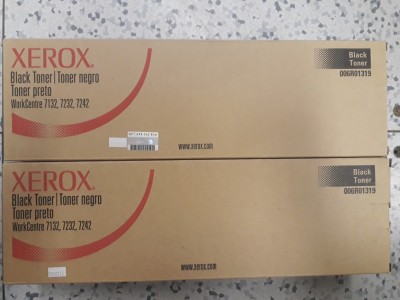 XEROX®
Black Toner | Toner negro
Toner preto
WorkCentre 7132, 7232, 7242
Black
Toner
006R01319
www.xerox.com
XEROX®
Black Toner | Toner negro
Toner preto
WorkCentre 7132, 7232, 7242
Black
Toner
006R01319
www.xerox.com